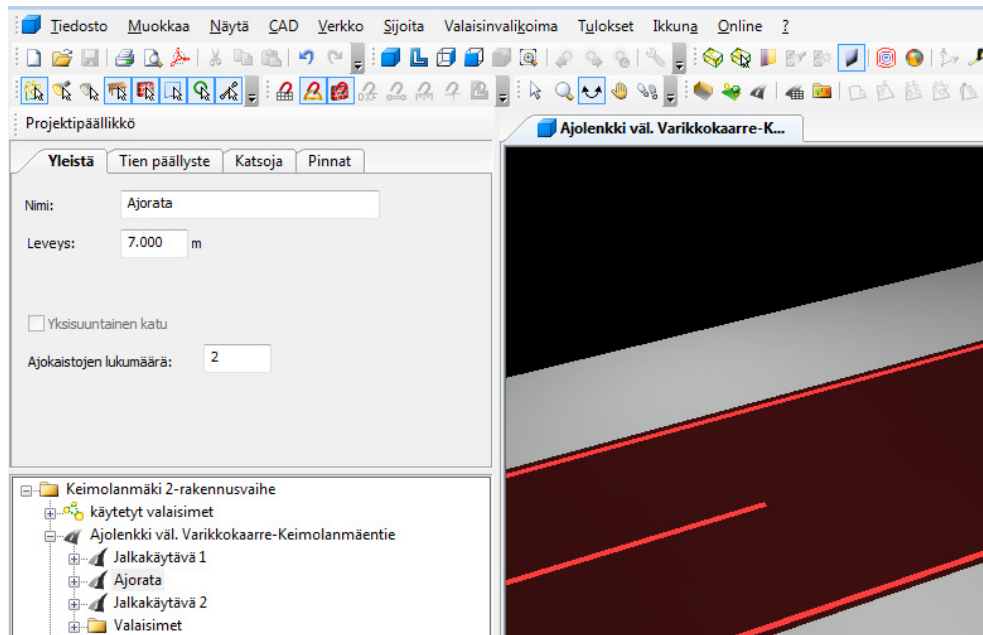 Tiedosto Muokkaa Näytä CAD Verkko Sijoita Valaisinvalikoima Tulokset Ikkuna Online ?
DXF
Projektipäällikkö
Ajolenkki väl. Varikkokaarre-K...
Yleistä Tien päällyste Katsoja Pinnat
Nimi: Ajorata
Leveys: 7.000 m
Yksisuuntainen katu
Ajokaistojen lukumäärä: 2
Keimolanmäki 2-rakennusvaihe
käytetyt valaisimet
Ajolenkki väl. Varikkokaarre-Keimolanmäentie
Jalkakäytävä 1
Ajorata
Jalkakäytävä 2
Valaisimet